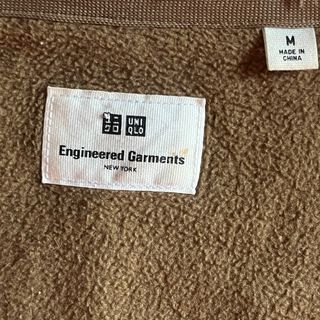 ユニ クロ UNI QLO
Engineered Garments
NEW YORK
M
MADE IN
CHINA